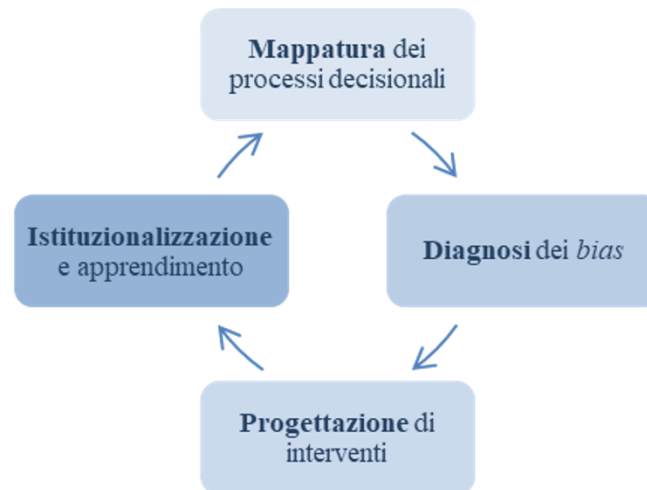 Mappatura dei
processi decisionali
Diagnosi dei bias
Progettazione di
interventi
Istituzionalizzazione
e apprendimento